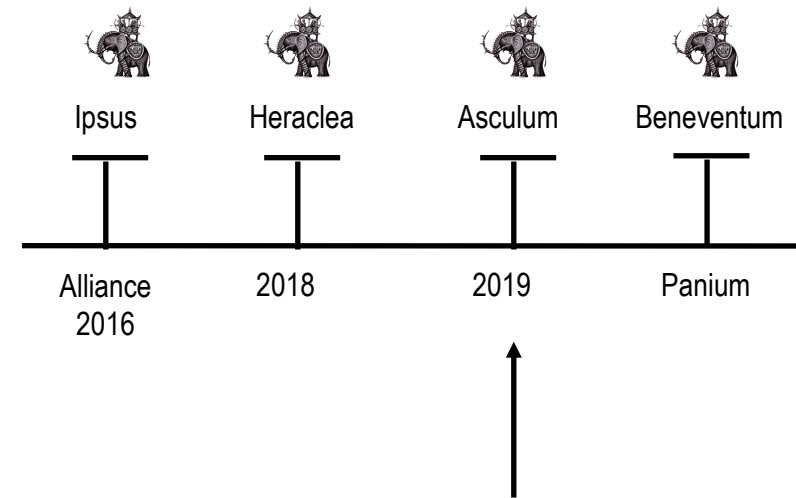 Ipsus
Heraclea
Asculum
Beneventum
Alliance
2016
2018
2019
Panium